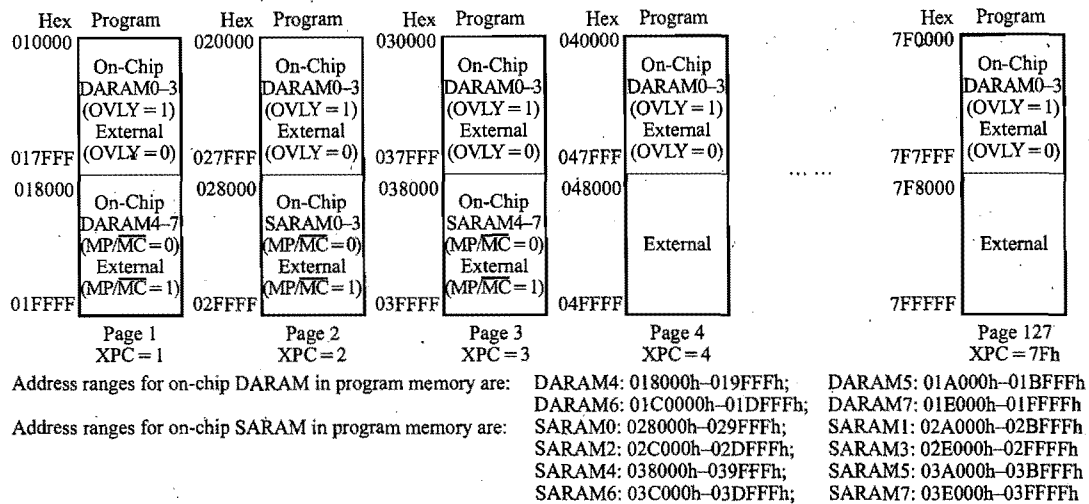 Hex Program Hex Program Hex Program Hex Program Hex Program
010000 020000 030000 040000 7F0000
On-Chip On-Chip On-Chip On-Chip On-Chip
DARAM0–3 DARAM0–3 DARAM0–3 DARAM0–3 DARAM0–3
(OVLY = 1) (OVLY = 1) (OVLY = 1) (OVLY = 1) (OVLY = 1)
External External External External External
017FFF (OVLY = 0) 027FFF (OVLY = 0) 037FFF (OVLY = 0) 047FFF (OVLY = 0) 7F7FFF (OVLY = 0)
018000 028000 038000 048000 …… 7F8000
On-Chip On-Chip On-Chip
DARAM4–7 SARAM0–3 SARAM4–7
(MP/M̅C̅ = 0) (MP/M̅C̅ = 0) (MP/M̅C̅ = 0) External External
External External External
(MP/M̅C̅ = 1) (MP/M̅C̅ = 1) (MP/M̅C̅ = 1)
01FFFF 02FFFF 03FFFF 04FFFF 7FFFFF
Page 1 Page 2 Page 3 Page 4 Page 127
XPC = 1 XPC = 2 XPC = 3 XPC = 4 XPC = 7Fh
Address ranges for on-chip DARAM in program memory are: DARAM4: 018000h–019FFFh; DARAM5: 01A000h–01BFFFh
DARAM6: 01C0000h–01DFFFh; DARAM7: 01E000h–01FFFFh
Address ranges for on-chip SARAM in program memory are: SARAM0: 028000h–029FFFh; SARAM1: 02A000h–02BFFFh
SARAM2: 02C000h–02DFFFh; SARAM3: 02E000h–02FFFFh
SARAM4: 038000h–039FFFh; SARAM5: 03A000h–03BFFFh
SARAM6: 03C000h–03DFFFh; SARAM7: 03E000h–03FFFFh